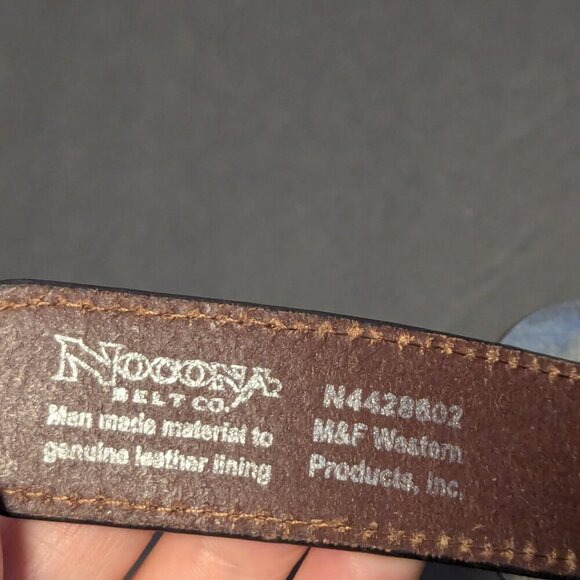 NOCONA
BELT CO.
Man made material to
genuine leather lining
N4428602
M&F Western
Products, Inc.